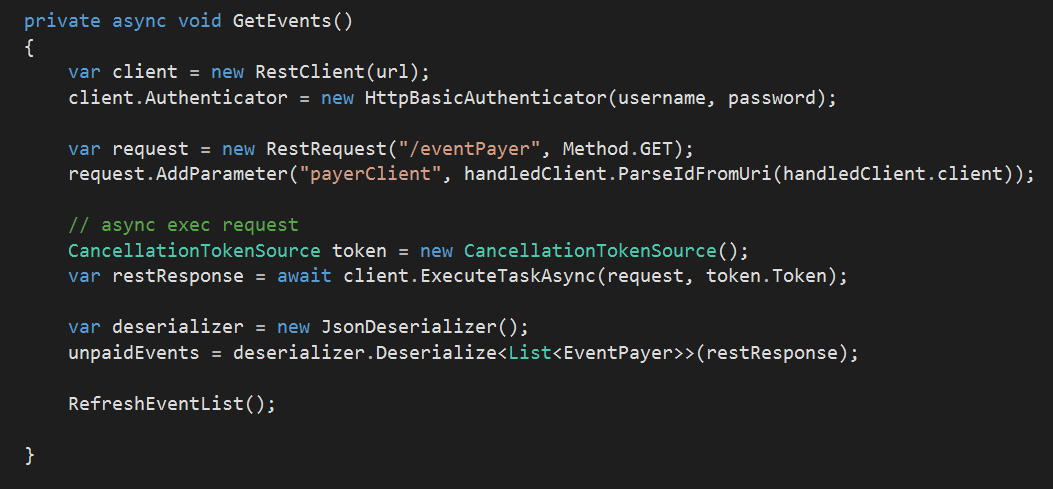 private async void GetEvents()
{
    var client = new RestClient(url);
    client.Authenticator = new HttpBasicAuthenticator(username, password);

    var request = new RestRequest("/eventPayer", Method.GET);
    request.AddParameter("payerClient", handledClient.ParseIdFromUri(handledClient.client));

    // async exec request
    CancellationTokenSource token = new CancellationTokenSource();
    var restResponse = await client.ExecuteTaskAsync(request, token.Token);

    var deserializer = new JsonDeserializer();
    unpaidEvents = deserializer.Deserialize<List<EventPayer>>(restResponse);

    RefreshEventList();

}